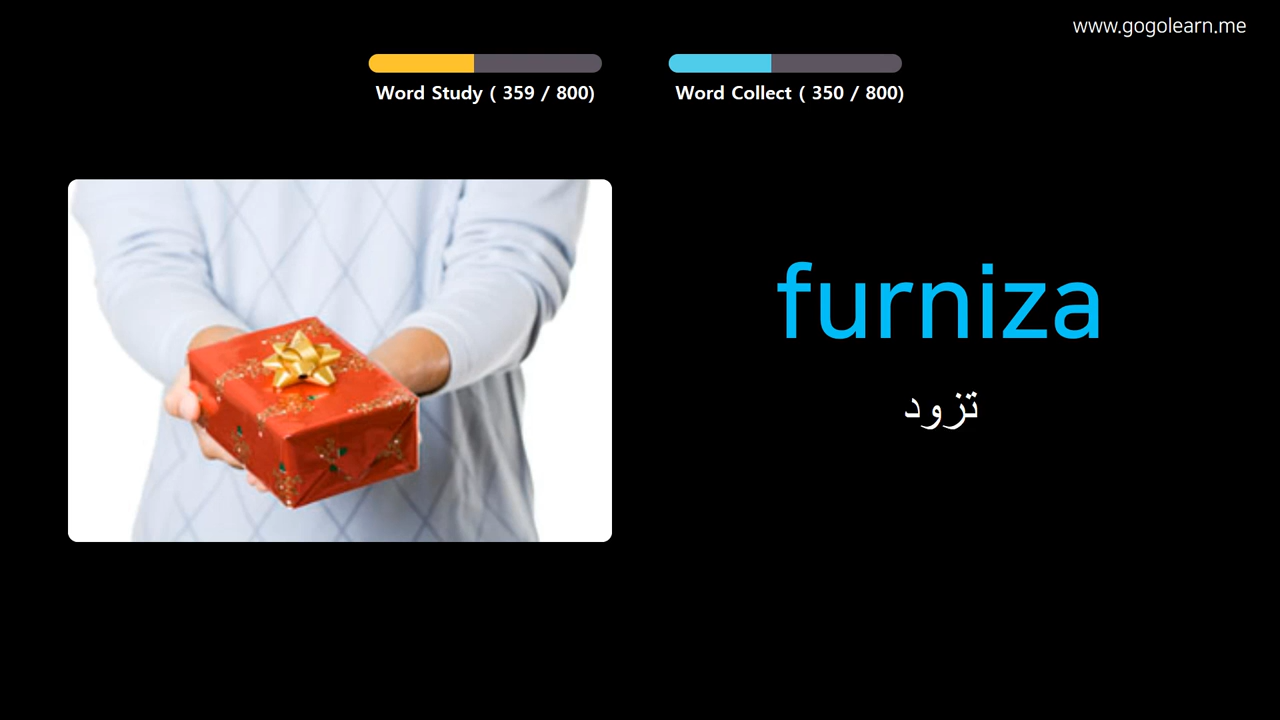 www.gogolearn.me
Word Study ( 359 / 800)
Word Collect ( 350 / 800)
furniza
تزود